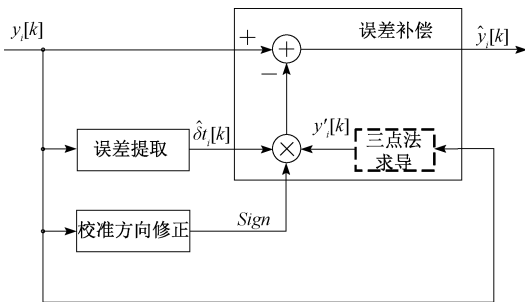 y_i[k]
误差补偿
ŷ_i[k]
+
+
−
误差提取
δ̂t_i[k]
×
y′_i[k]
三点法
求导
校准方向修正
Sign